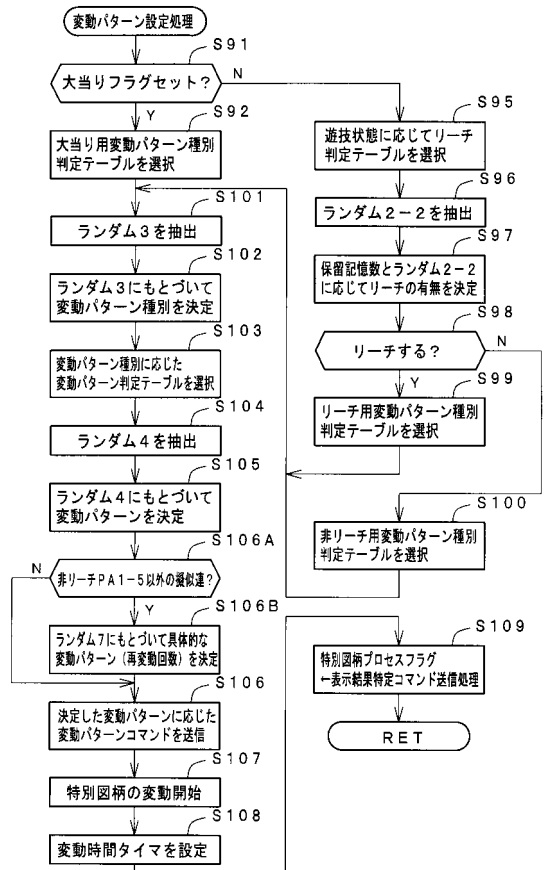 変動パターン設定処理
S91
大当りフラグセット？
N
Y
S92
大当り用変動パターン種別
判定テーブルを選択
S101
ランダム3を抽出
S102
ランダム3にもとづいて
変動パターン種別を決定
S103
変動パターン種別に応じた
変動パターン判定テーブルを選択
S104
ランダム4を抽出
S105
ランダム4にもとづいて
変動パターンを決定
S106A
非リーチPA1-5以外の擬似連？
N
Y
S106B
ランダム7にもとづいて具体的な
変動パターン（再変動回数）を決定
S106
決定した変動パターンに応じた
変動パターンコマンドを送信
S107
特別図柄の変動開始
S108
変動時間タイマを設定
S95
遊技状態に応じてリーチ
判定テーブルを選択
S96
ランダム2-2を抽出
S97
保留記憶数とランダム2-2
に応じてリーチの有無を決定
S98
リーチする？
N
Y
S99
リーチ用変動パターン種別
判定テーブルを選択
S100
非リーチ用変動パターン種別
判定テーブルを選択
S109
特別図柄プロセスフラグ
←表示結果特定コマンド送信処理
RET